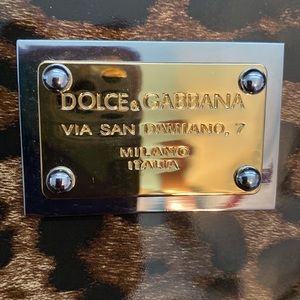 DOLCE & GABBANA
VIA SAN DAMIANO, 7
MILANO
ITALIA